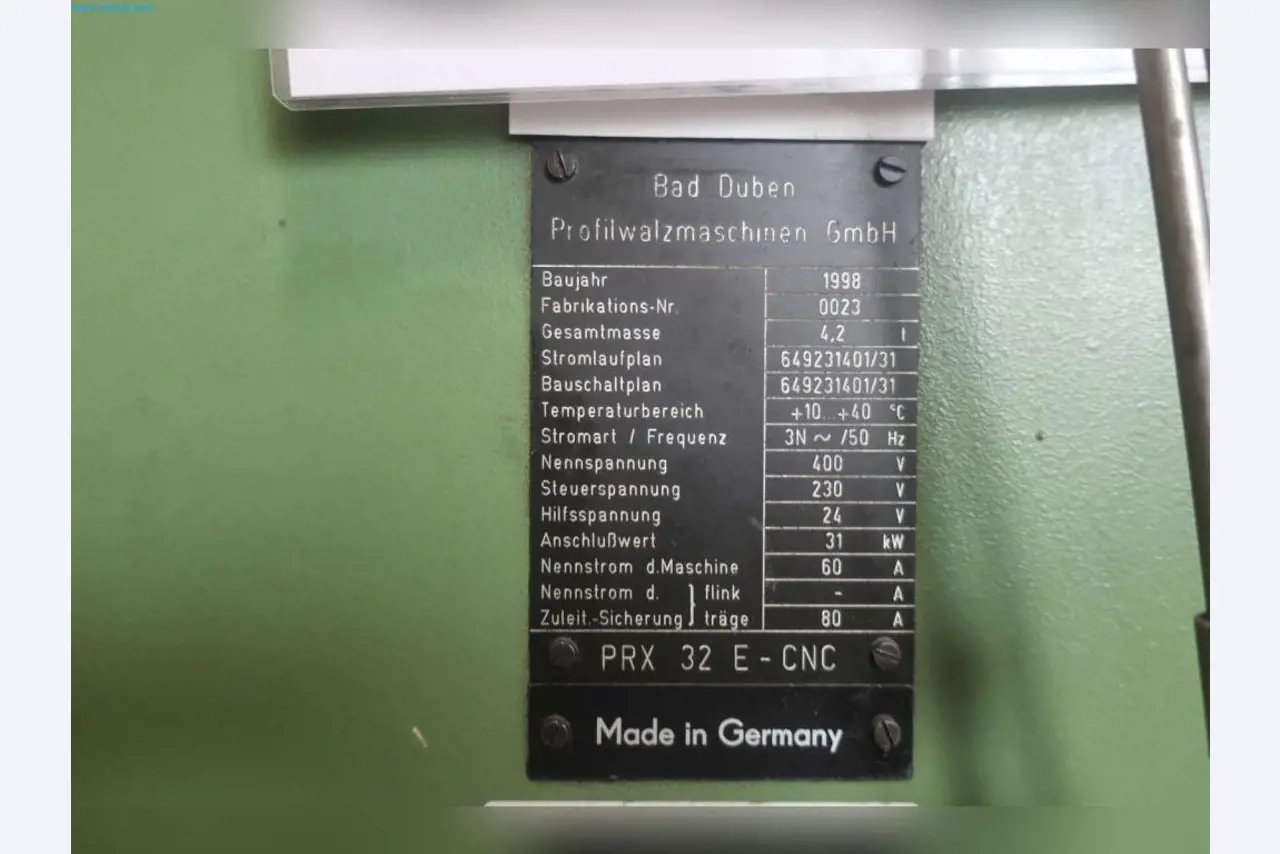 Bad Duben
Profilwalzmaschinen GmbH
Baujahr 1998
Fabrikations-Nr. 0023
Gesamtmasse 4,2 t
Stromlaufplan 649231401/31
Bauschaltplan 649231401/31
Temperaturbereich +10...+40 °C
Stromart / Frequenz 3N ~ /50 Hz
Nennspannung 400 V
Steuerspannung 230 V
Hilfsspannung 24 V
Anschlußwert 31 kW
Nennstrom d.Maschine 60 A
Nennstrom d. } flink - A
Zuleit.-Sicherung } träge 80 A
PRX 32 E-CNC
Made in Germany